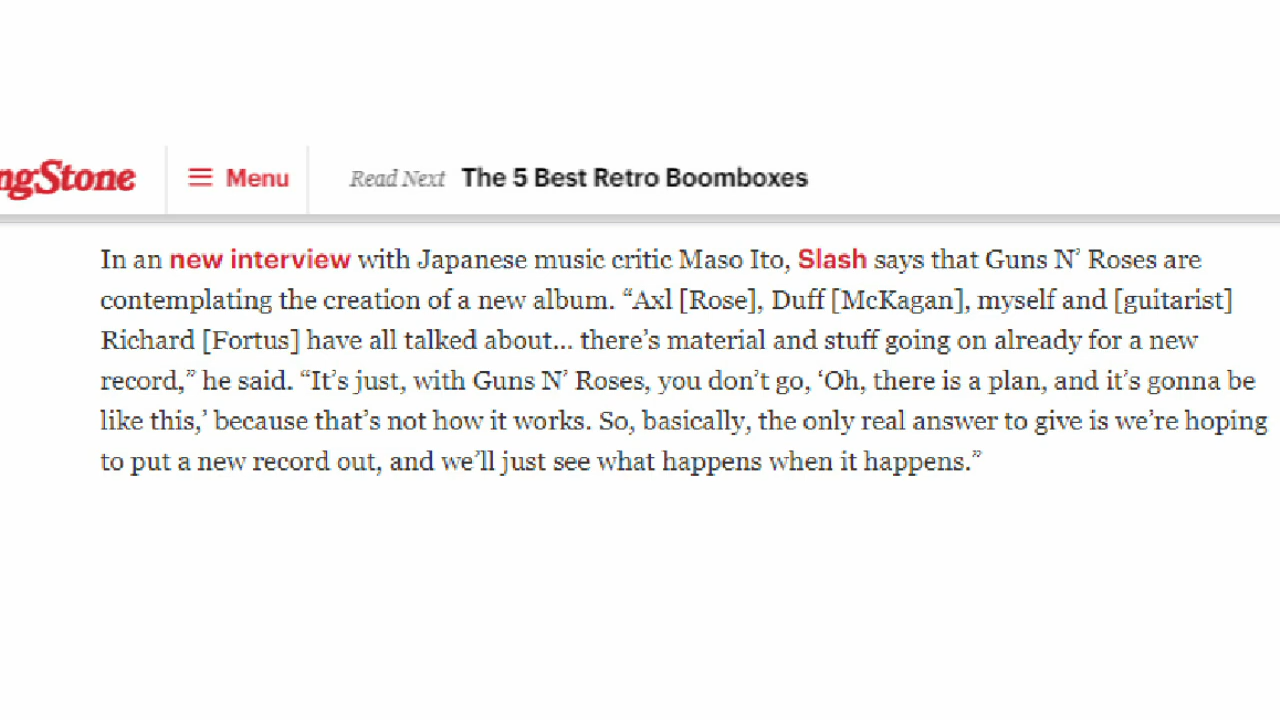 ngStone
Menu
Read Next The 5 Best Retro Boomboxes
In an new interview with Japanese music critic Maso Ito, Slash says that Guns N’ Roses are
contemplating the creation of a new album. “Axl [Rose], Duff [McKagan], myself and [guitarist]
Richard [Fortus] have all talked about... there’s material and stuff going on already for a new
record,” he said. “It’s just, with Guns N’ Roses, you don’t go, ‘Oh, there is a plan, and it’s gonna be
like this,’ because that’s not how it works. So, basically, the only real answer to give is we’re hoping
to put a new record out, and we’ll just see what happens when it happens.”